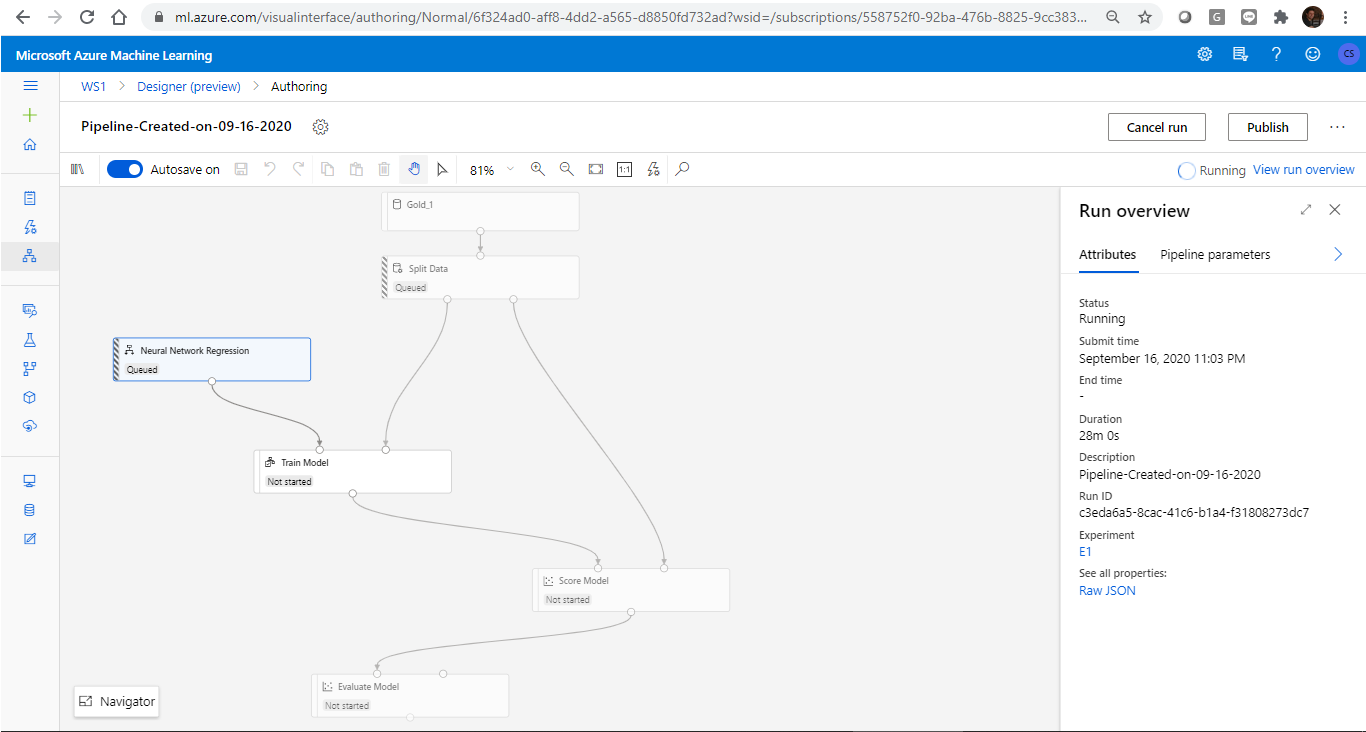 ml.azure.com/visualinterface/authoring/Normal/6f324ad0-aff8-4dd2-a565-d8850fd732ad?wsid=/subscriptions/558752f0-92ba-476b-8825-9cc383...
Microsoft Azure Machine Learning
CS
WS1 > Designer (preview) > Authoring
Pipeline-Created-on-09-16-2020
Cancel run
Publish
Autosave on
81%
1:1
Running View run overview
Gold_1
Split Data
Queued
Neural Network Regression
Queued
Train Model
Not started
Score Model
Not started
Evaluate Model
Not started
Navigator
Run overview
Attributes
Pipeline parameters
Status
Running
Submit time
September 16, 2020 11:03 PM
End time
-
Duration
28m 0s
Description
Pipeline-Created-on-09-16-2020
Run ID
c3eda6a5-8cac-41c6-b1a4-f31808273dc7
Experiment
E1
See all properties:
Raw JSON